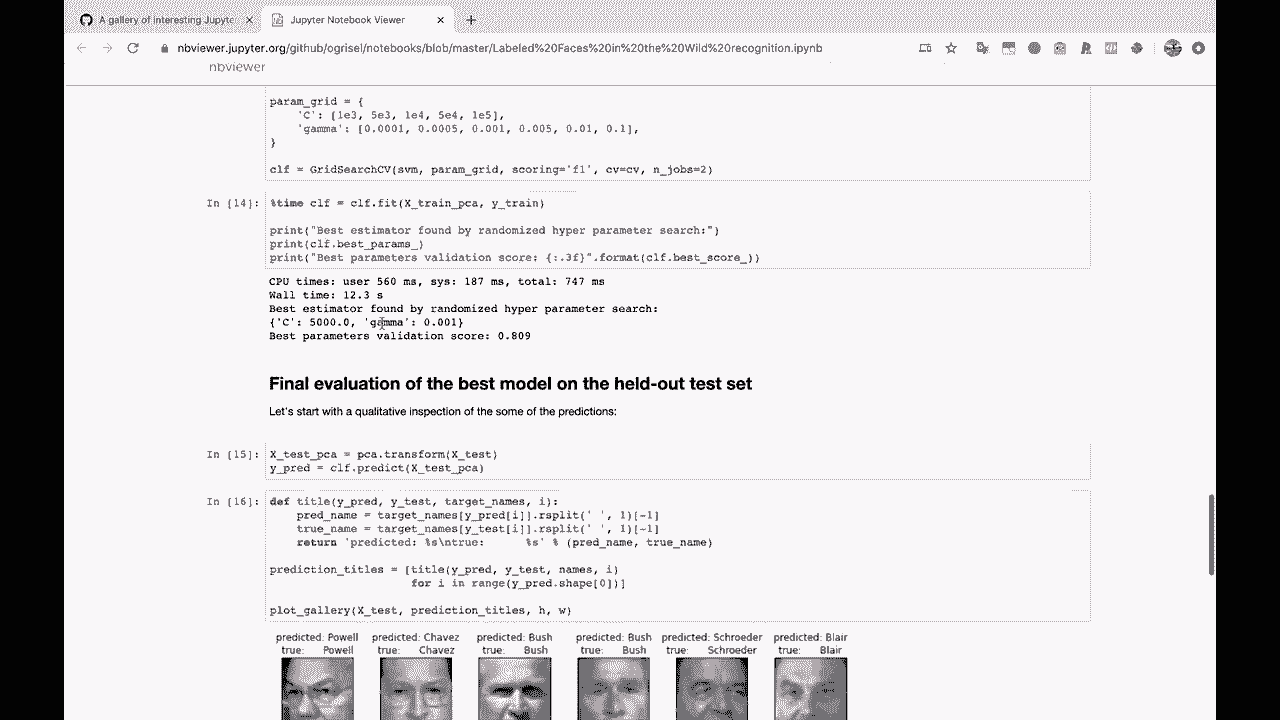 A gallery of interesting Jupyte
Jupyter Notebook Viewer
nbviewer.jupyter.org/github/ogrisel/notebooks/blob/master/Labeled%20Faces%20in%20the%20Wild%20recognition.ipynb
nbviewer
param_grid = {
    'C': [1e3, 5e3, 1e4, 5e4, 1e5],
    'gamma': [0.0001, 0.0005, 0.001, 0.005, 0.01, 0.1],
}
clf = GridSearchCV(svm, param_grid, scoring='f1', cv=cv, n_jobs=2)
In [14]: %time clf = clf.fit(X_train_pca, y_train)
print("Best estimator found by randomized hyper parameter search:")
print(clf.best_params_)
print("Best parameters validation score: {:.3f}".format(clf.best_score_))
CPU times: user 560 ms, sys: 187 ms, total: 747 ms
Wall time: 12.3 s
Best estimator found by randomized hyper parameter search:
{'C': 5000.0, 'gamma': 0.001}
Best parameters validation score: 0.809
Final evaluation of the best model on the held-out test set
Let's start with a qualitative inspection of the some of the predictions:
In [15]: X_test_pca = pca.transform(X_test)
y_pred = clf.predict(X_test_pca)
In [16]: def title(y_pred, y_test, target_names, i):
    pred_name = target_names[y_pred[i]].rsplit(' ', 1)[-1]
    true_name = target_names[y_test[i]].rsplit(' ', 1)[-1]
    return 'predicted: %s\ntrue:      %s' % (pred_name, true_name)
prediction_titles = [title(y_pred, y_test, names, i)
                     for i in range(y_pred.shape[0])]
plot_gallery(X_test, prediction_titles, h, w)
predicted: Powell predicted: Chavez predicted: Bush predicted: Bush predicted: Schroeder predicted: Blair
true: Powell true: Chavez true: Bush true: Bush true: Schroeder true: Blair